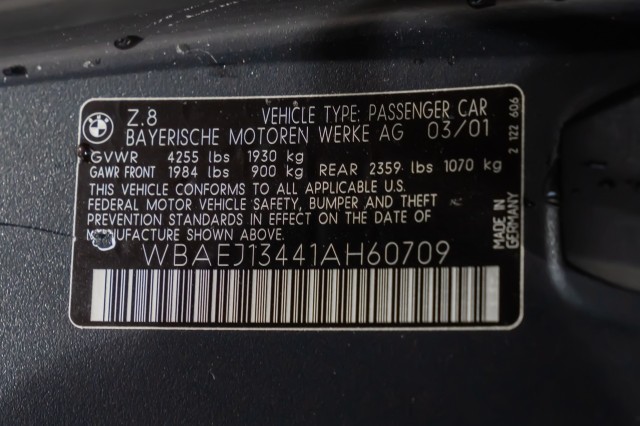 BMW
Z.8 VEHICLE TYPE: PASSENGER CAR
BAYERISCHE MOTOREN WERKE AG 03/01
GVWR 4255 lbs 1930 kg
GAWR FRONT 1984 lbs 900 kg REAR 2359 lbs 1070 kg
THIS VEHICLE CONFORMS TO ALL APPLICABLE U.S.
FEDERAL MOTOR VEHICLE SAFETY, BUMPER AND THEFT
PREVENTION STANDARDS IN EFFECT ON THE DATE OF
MANUFACTURE SHOWN ABOVE.
WBAEJ13441AH60709
MADE IN
GERMANY
2 122 606